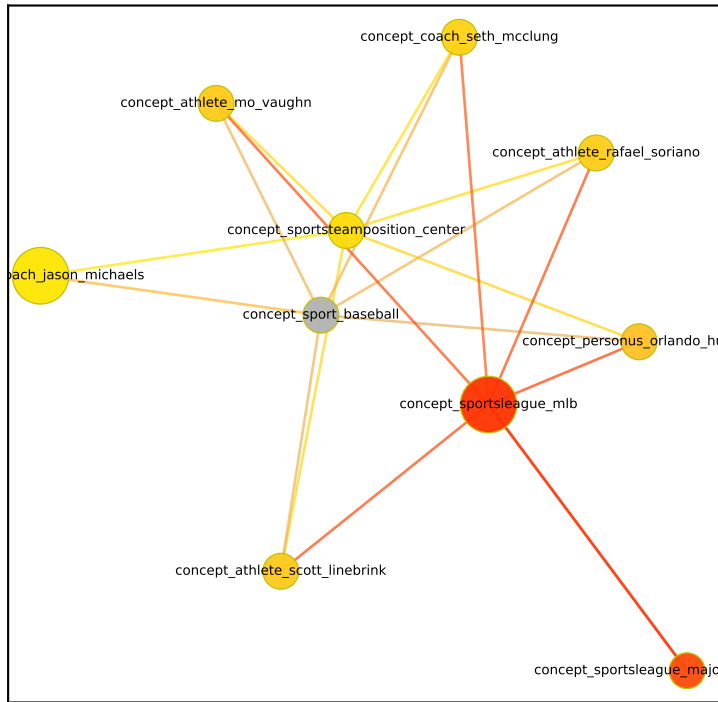 concept_coach_seth_mcclung
concept_athlete_mo_vaughn
concept_athlete_rafael_soriano
concept_sportsteamposition_center
oach_jason_michaels
concept_sport_baseball
concept_personus_orlando_hu
concept_sportsleague_mlb
concept_athlete_scott_linebrink
concept_sportsleague_majo